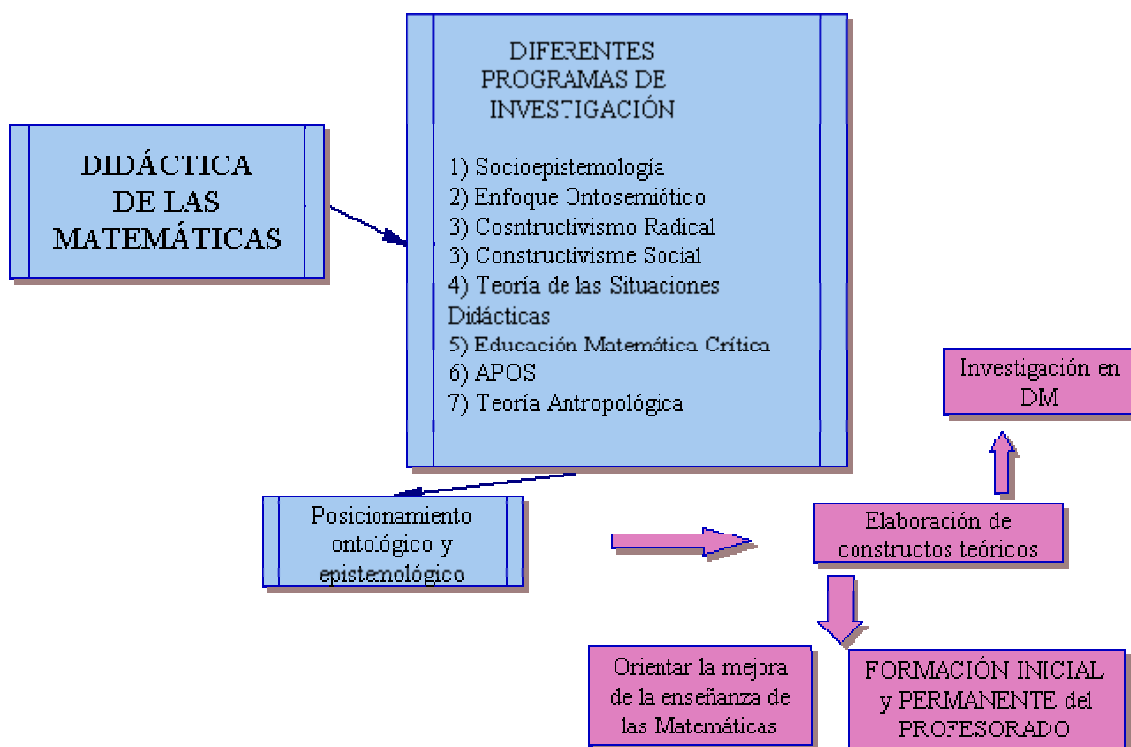 DIDÁCTICA
DE LAS
MATEMÁTICAS
DIFERENTES
PROGRAMAS DE
INVESTIGACIÓN
1) Socioepistemología
2) Enfoque Ontosemiótico
3) Cosntructivismo Radical
3) Constructivisme Social
4) Teoría de las Situaciones
Didácticas
5) Educación Matemática Crítica
6) APOS
7) Teoría Antropológica
Posicionamiento
ontológico y
epistemológico
Elaboración de
constructos teóricos
Investigación en
DM
Orientar la mejora
de la enseñanza de
las Matemáticas
FORMACIÓN INICIAL
y PERMANENTE del
PROFESORADO